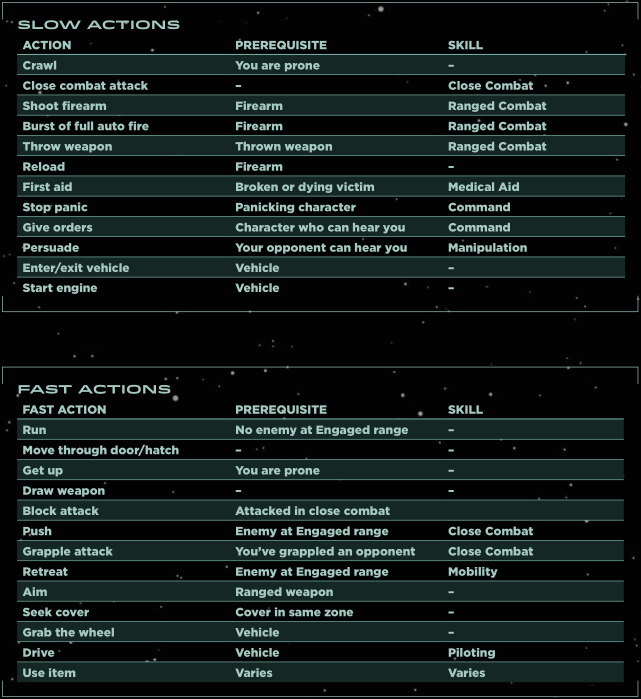 SLOW ACTIONS
ACTION PREREQUISITE SKILL
Crawl You are prone –
Close combat attack – Close Combat
Shoot firearm Firearm Ranged Combat
Burst of full auto fire Firearm Ranged Combat
Throw weapon Thrown weapon Ranged Combat
Reload Firearm –
First aid Broken or dying victim Medical Aid
Stop panic Panicking character Command
Give orders Character who can hear you Command
Persuade Your opponent can hear you Manipulation
Enter/exit vehicle Vehicle –
Start engine Vehicle –
FAST ACTIONS
FAST ACTION PREREQUISITE SKILL
Run No enemy at Engaged range –
Move through door/hatch – –
Get up You are prone –
Draw weapon – –
Block attack Attacked in close combat
Push Enemy at Engaged range Close Combat
Grapple attack You’ve grappled an opponent Close Combat
Retreat Enemy at Engaged range Mobility
Aim Ranged weapon –
Seek cover Cover in same zone –
Grab the wheel Vehicle –
Drive Vehicle Piloting
Use item Varies Varies